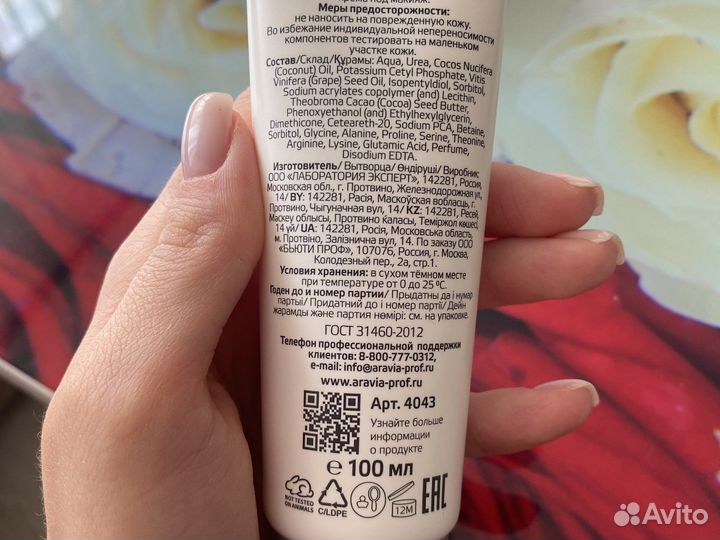 крема под макияж.
Меры предосторожности:
не наносить на повреждённую кожу.
Во избежание индивидуальной непереносимости
компонентов тестировать на маленьком
участке кожи.
Состав/Склад/Құрамы: Aqua, Urea, Cocos Nucifera
(Coconut) Oil, Potassium Cetyl Phosphate, Vitis
Vinifera (Grape) Seed Oil, Isopentyldiol, Sorbitol,
Sodium acrylates copolymer (and) Lecithin,
Theobroma Cacao (Cocoa) Seed Butter,
Phenoxyethanol (and) Ethylhexylglycerin,
Dimethicone, Ceteareth-20, Sodium PCA, Betaine,
Sorbitol, Glycine, Alanine, Proline, Serine, Theonine,
Arginine, Lysine, Glutamic Acid, Perfume,
Disodium EDTA.
Изготовитель/ Вытворца/ Өндіруші/ Виробник
ООО «ЛАБОРАТОРИЯ ЭКСПЕРТ», 142281, Россия,
Московская обл., г. Протвино, Железнодорожная ул.,
14/ BY: 142281, Расія, Маскоўская вобласць, г.
Протвино, Чыгуначная вул, 14/ KZ: 142281, Ресей,
Мәскеу облысы, Протвино қаласы, Теміржол көшесі,
14 үй/ UA: 142281, Росія, Московська область,
м. Протвіно, Залізнична вул., 14. По заказу ООО
«БЬЮТИ ПРОФ», 107076, Россия, г. Москва,
Колодезный пер., 2а, стр.1.
Условия хранения: в сухом тёмном месте
при температуре от 0 до 25 °С.
Годен до и номер партии/ Прыдатны да і нумар
партыі/ Придатний до і номер партії/ Дейін
жарамды және партия нөмірі: см. на упаковке.
ГОСТ 31460-2012
Телефон профессиональной поддержки
клиентов: 8-800-777-0312,
e-mail: info@aravia-prof.ru
www.aravia-prof.ru
Арт. 4043
Узнайте больше
информации
о продукте
℮ 100 мл
NOT TESTED
ON ANIMALS
C/LDPE
12M
EAC
Avito